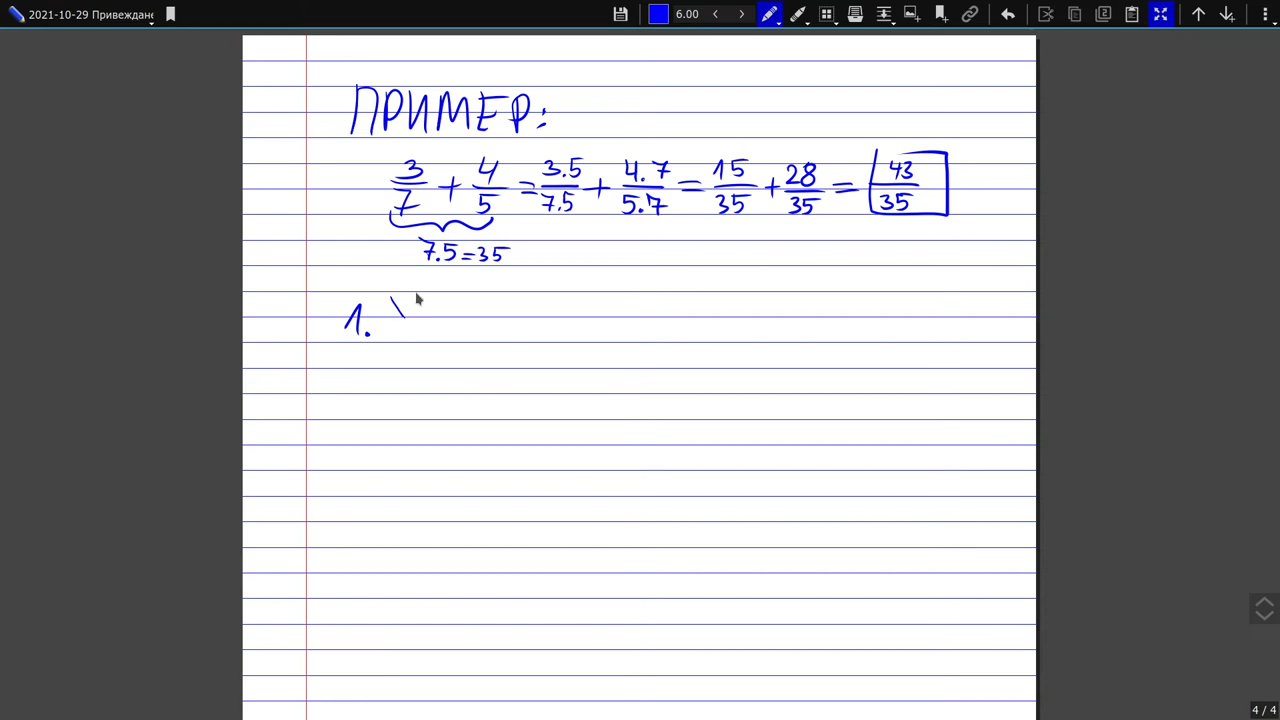 2021-10-29 Привеждане
6.00
ПРИМЕР:
3/7 + 4/5 = 3.5/7.5 + 4.7/5.7 = 15/35 + 28/35 = 43/35
7.5=35
1.
4 / 4